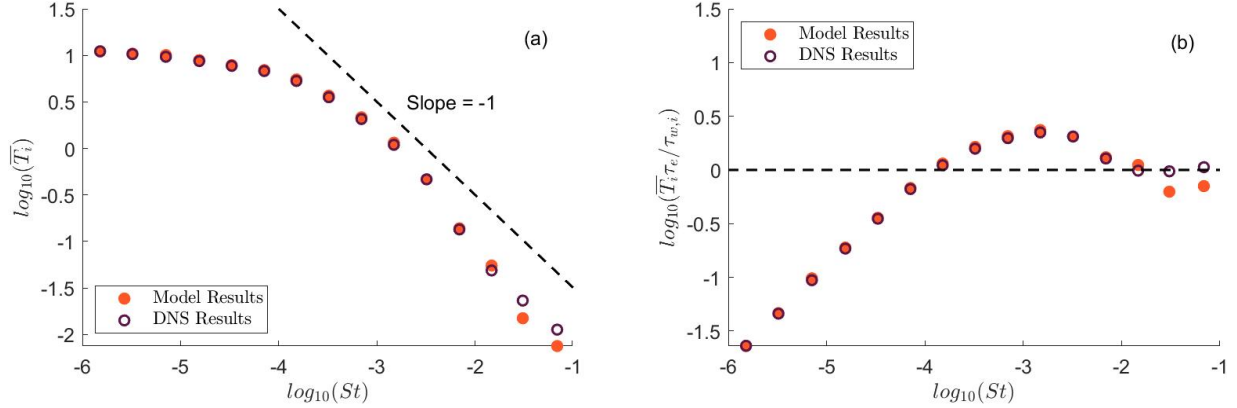 1.5
1
0.5
0
-0.5
-1
-1.5
-2
-6 -5 -4 -3 -2 -1
log₁₀(T̅ᵢ)
log₁₀(St)
(a)
Slope = -1
Model Results
DNS Results
1.5
1
0.5
0
-0.5
-1
-1.5
-6 -5 -4 -3 -2 -1
log₁₀(T̅ᵢτₑ/τ_{w,i})
log₁₀(St)
(b)
Model Results
DNS Results